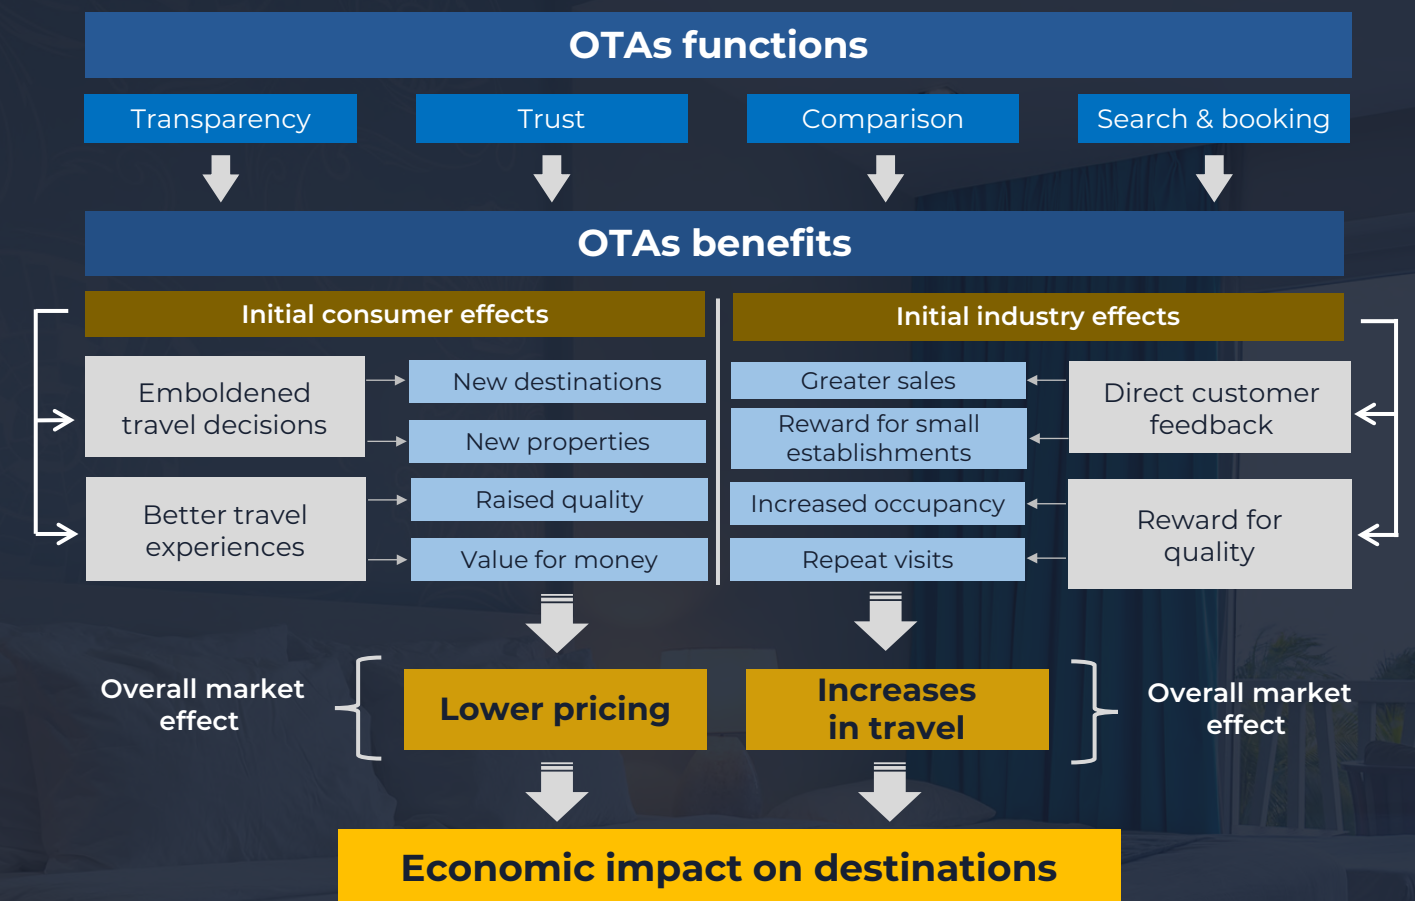 OTAs functions
Transparency
Trust
Comparison
Search & booking
OTAs benefits
Initial consumer effects
Initial industry effects
Emboldened
travel decisions
New destinations
New properties
Better travel
experiences
Raised quality
Value for money
Greater sales
Reward for small
establishments
Direct customer
feedback
Increased occupancy
Repeat visits
Reward for
quality
Overall market
effect
Lower pricing
Increases
in travel
Overall market
effect
Economic impact on destinations